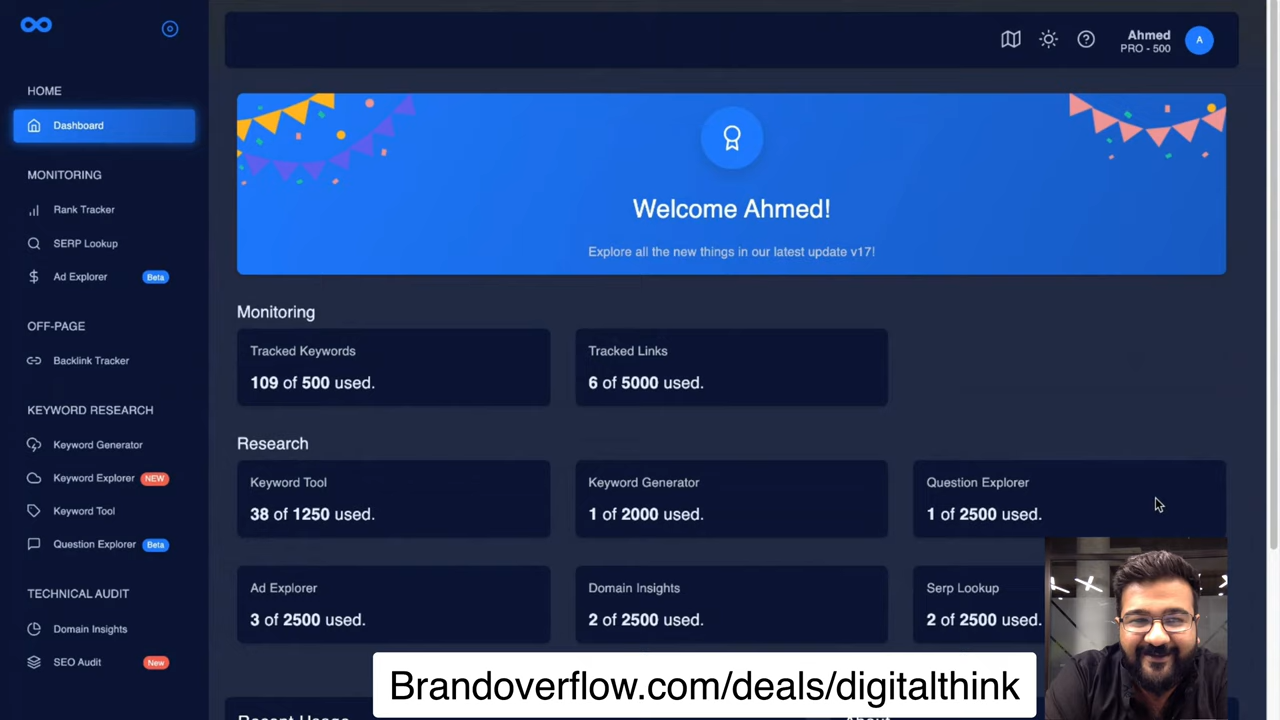 Ahmed
PRO - 500
A
HOME
Dashboard
MONITORING
Rank Tracker
SERP Lookup
Ad Explorer Beta
OFF-PAGE
Backlink Tracker
KEYWORD RESEARCH
Keyword Generator
Keyword Explorer NEW
Keyword Tool
Question Explorer Beta
TECHNICAL AUDIT
Domain Insights
SEO Audit New
Welcome Ahmed!
Explore all the new things in our latest update v17!
Monitoring
Tracked Keywords
109 of 500 used.
Tracked Links
6 of 5000 used.
Research
Keyword Tool
38 of 1250 used.
Keyword Generator
1 of 2000 used.
Question Explorer
1 of 2500 used.
Ad Explorer
3 of 2500 used.
Domain Insights
2 of 2500 used.
Serp Lookup
2 of 2500 used.
Brandoverflow.com/deals/digitalthink